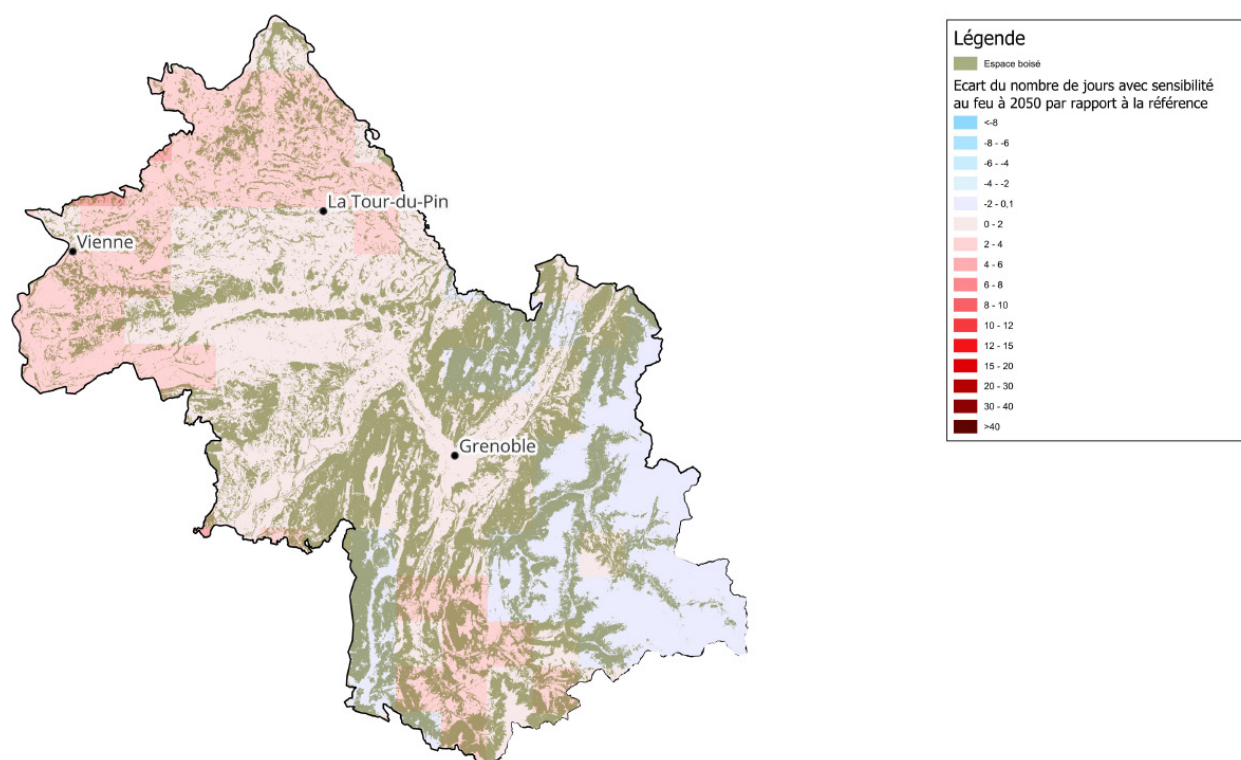 La Tour-du-Pin
Vienne
Grenoble
Légende
Espace boisé
Ecart du nombre de jours avec sensibilité
au feu à 2050 par rapport à la référence
<-8
-8 - -6
-6 - -4
-4 - -2
-2 - 0,1
0 - 2
2 - 4
4 - 6
6 - 8
8 - 10
10 - 12
12 - 15
15 - 20
20 - 30
30 - 40
>40